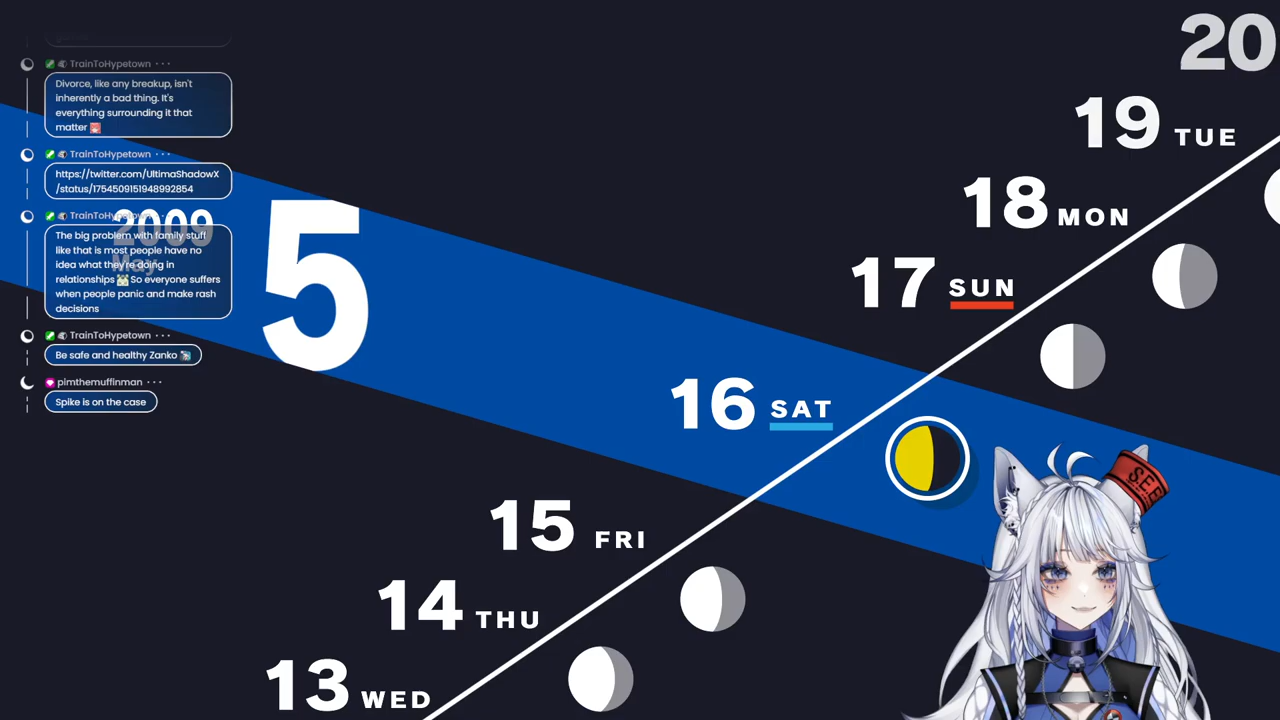 TrainToHypetown
Divorce, like any breakup, isn't
inherently a bad thing. It's
everything surrounding it that
matter
TrainToHypetown
https://twitter.com/UltimaShadowX
/status/1754509151948992854
TrainToHypetown
The big problem with family stuff
like that is most people have no
idea what they're doing in
relationships So everyone suffers
when people panic and make rash
decisions
TrainToHypetown
Be safe and healthy Zanko
pimthemuffinman
Spike is on the case
2009
May
5
20
19 TUE
18 MON
17 SUN
16 SAT
15 FRI
14 THU
13 WED
SEE